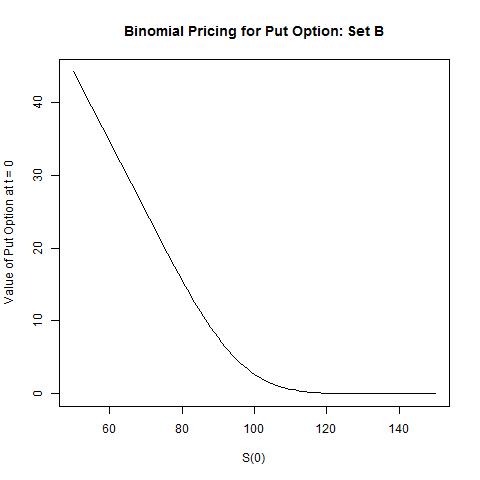 Binomial Pricing for Put Option: Set B
Value of Put Option at t = 0
40
30
20
10
0
60 80 100 120 140
S(0)